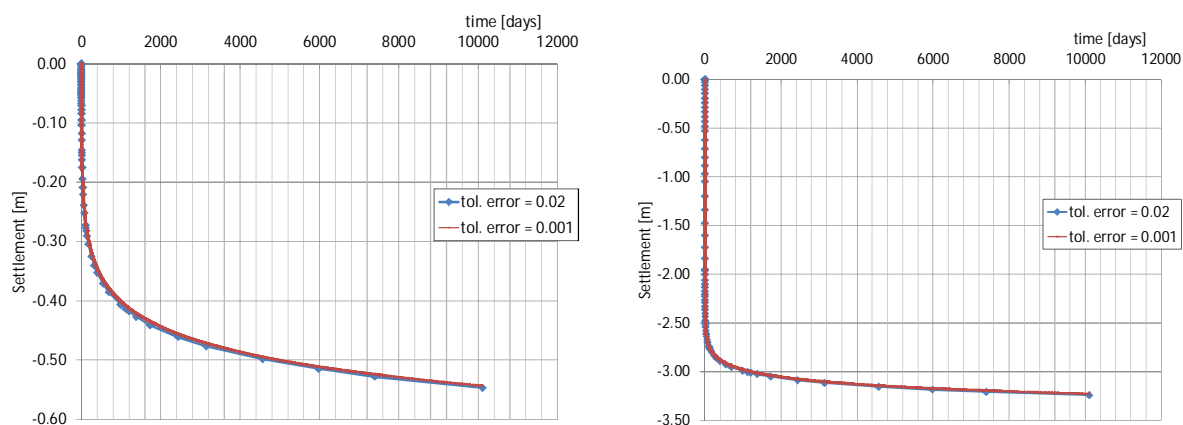 time [days]
0 2000 4000 6000 8000 10000 12000
0.00
-0.10
-0.20
-0.30
-0.40
-0.50
-0.60
Settlement [m]
tol. error = 0.02
tol. error = 0.001
time [days]
0 2000 4000 6000 8000 10000 12000
0.00
-0.50
-1.00
-1.50
-2.00
-2.50
-3.00
-3.50
Settlement [m]
tol. error = 0.02
tol. error = 0.001